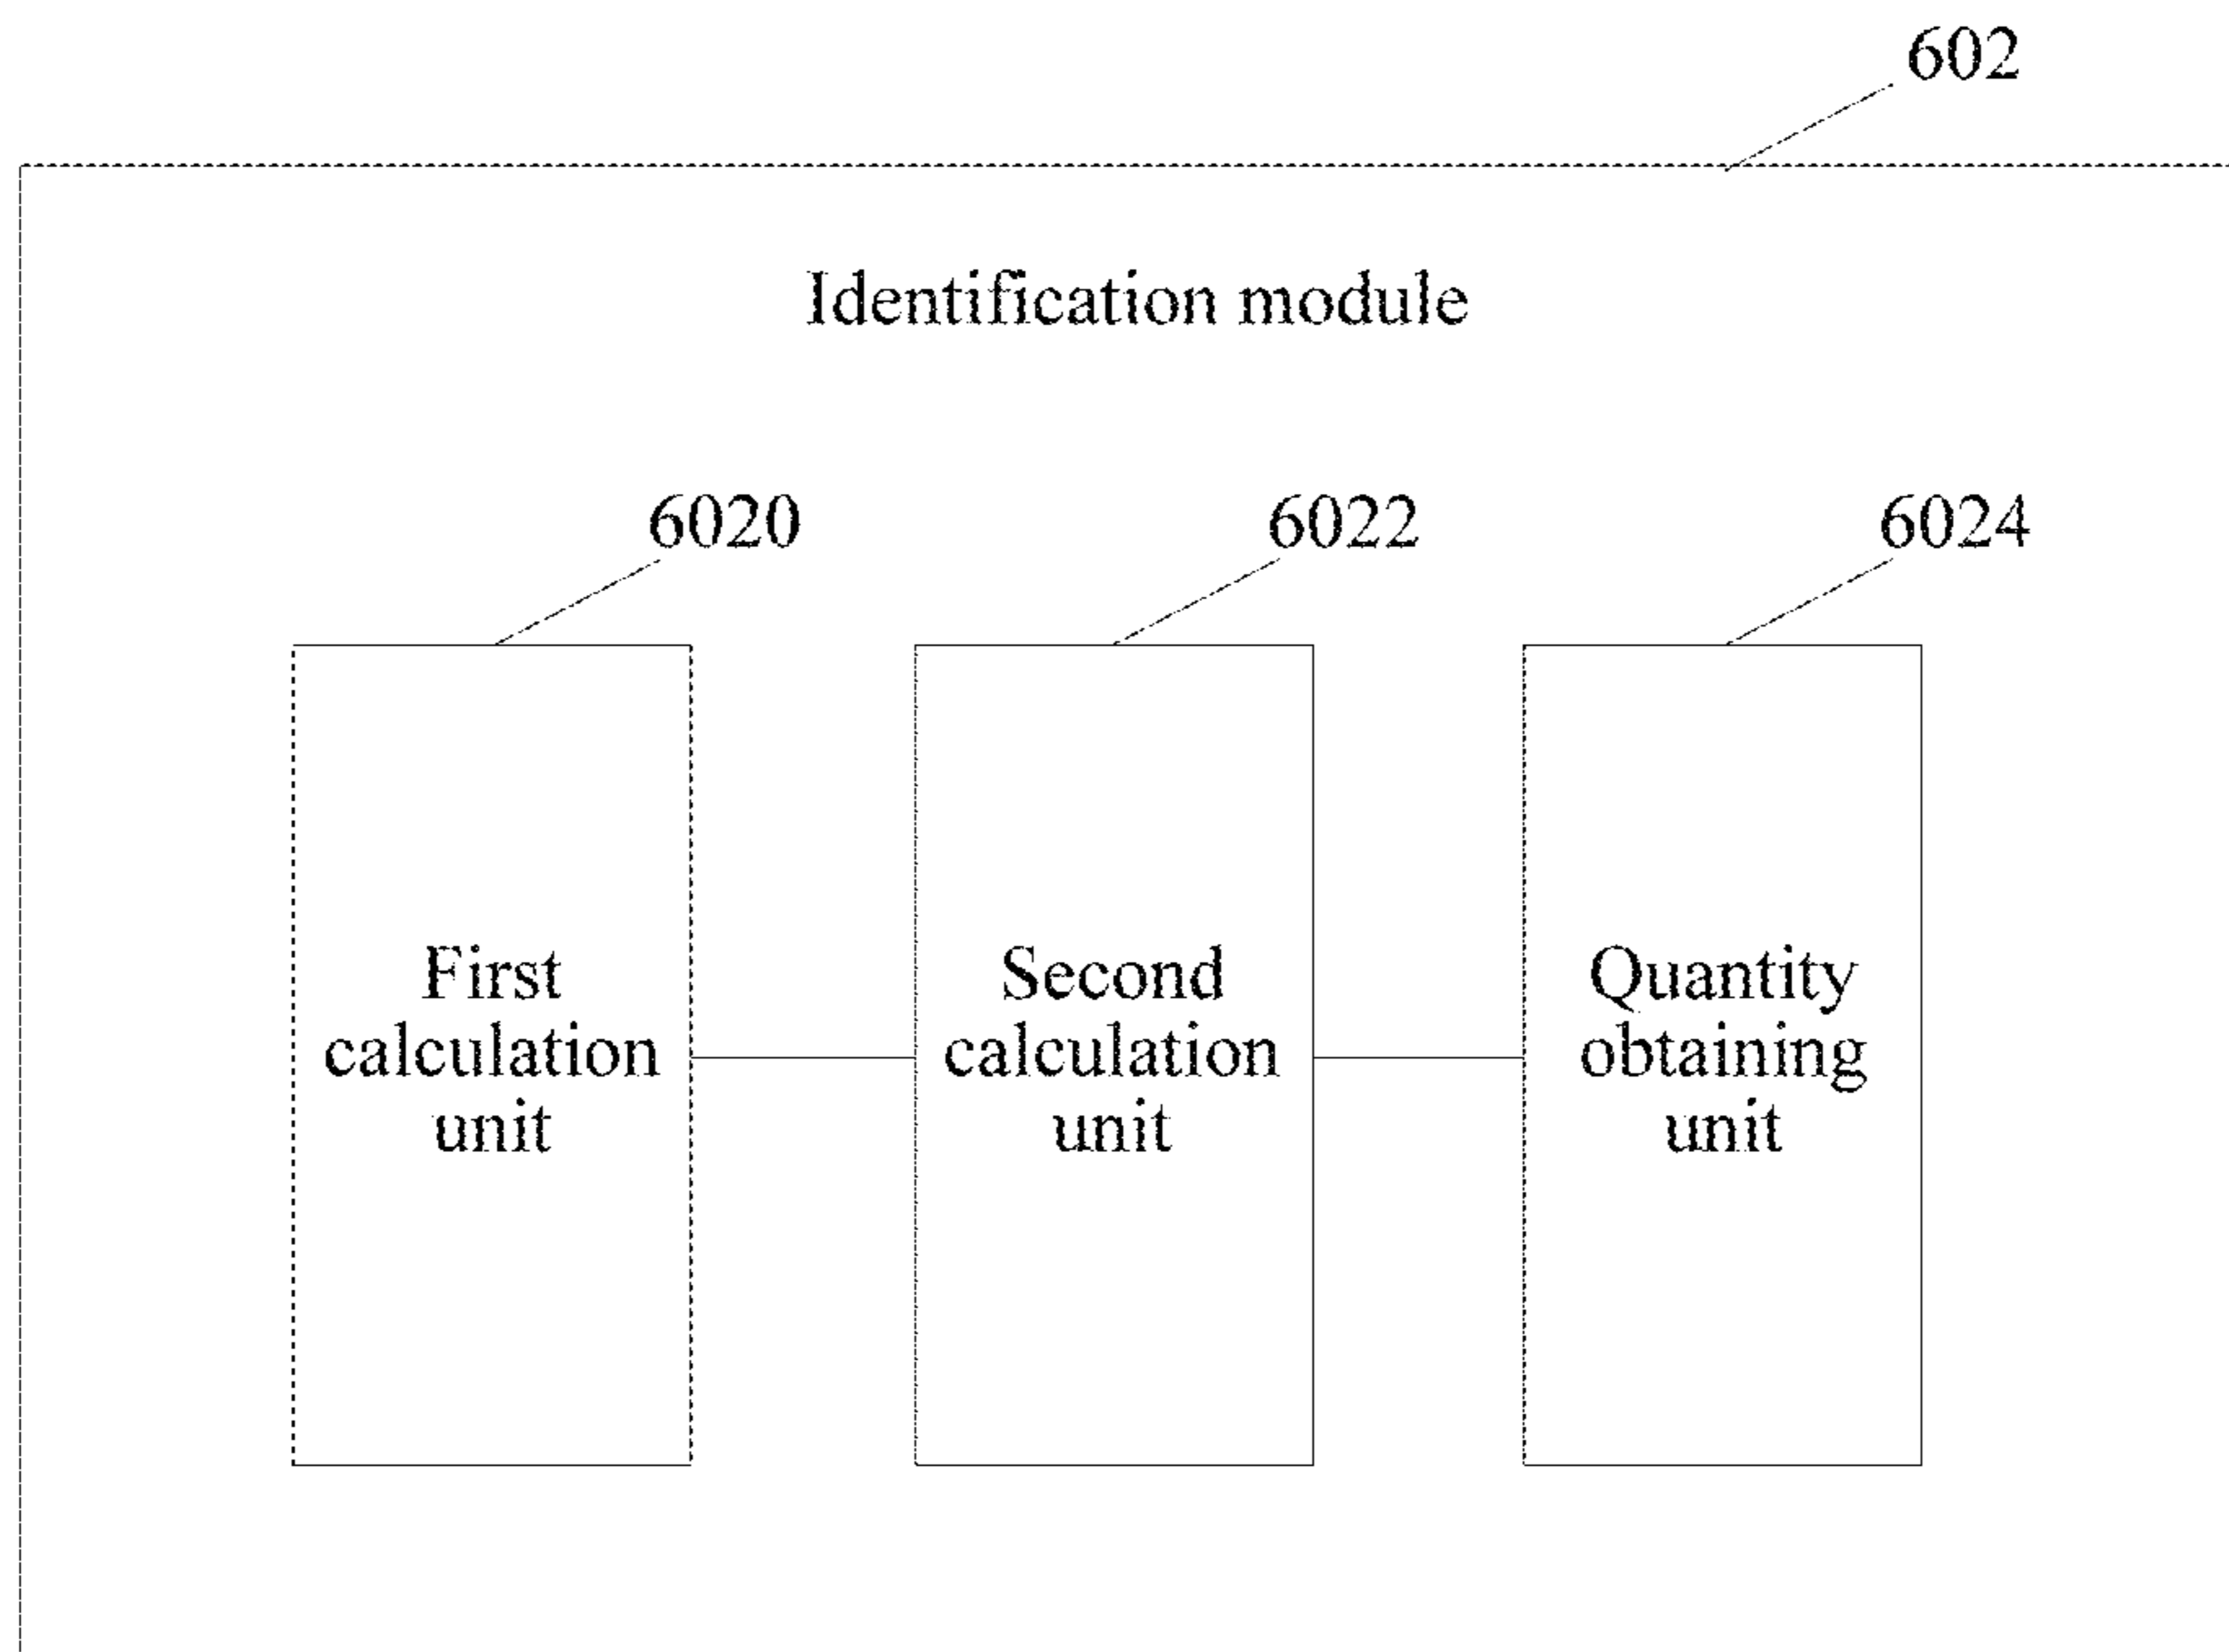 602
Identification module
6020
6022
6024
First
calculation
unit
Second
calculation
unit
Quantity
obtaining
unit